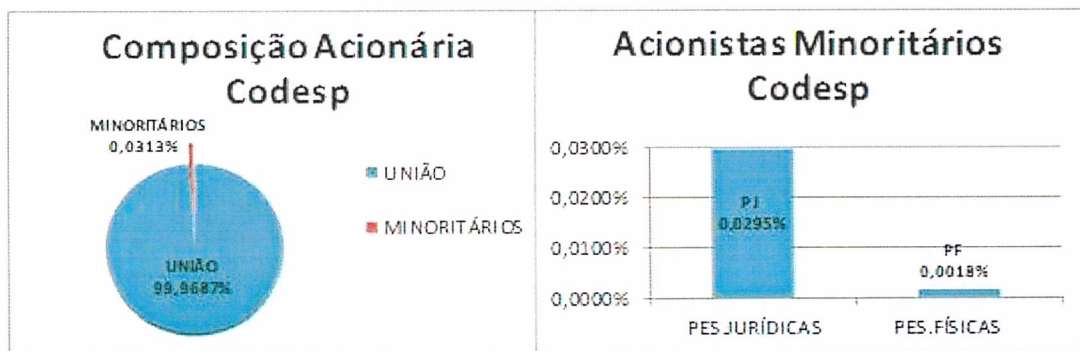 Composição Acionária
Codesp
MINORITÁRIOS
0,0313%
UNIÃO
99,9687%
UNIÃO
MINORITÁRIOS
Acionistas Minoritários
Codesp
0,0300%
0,0200%
0,0100%
0,0000%
PJ
0,0295%
PF
0,0018%
PES.JURÍDICAS
PES.FÍSICAS